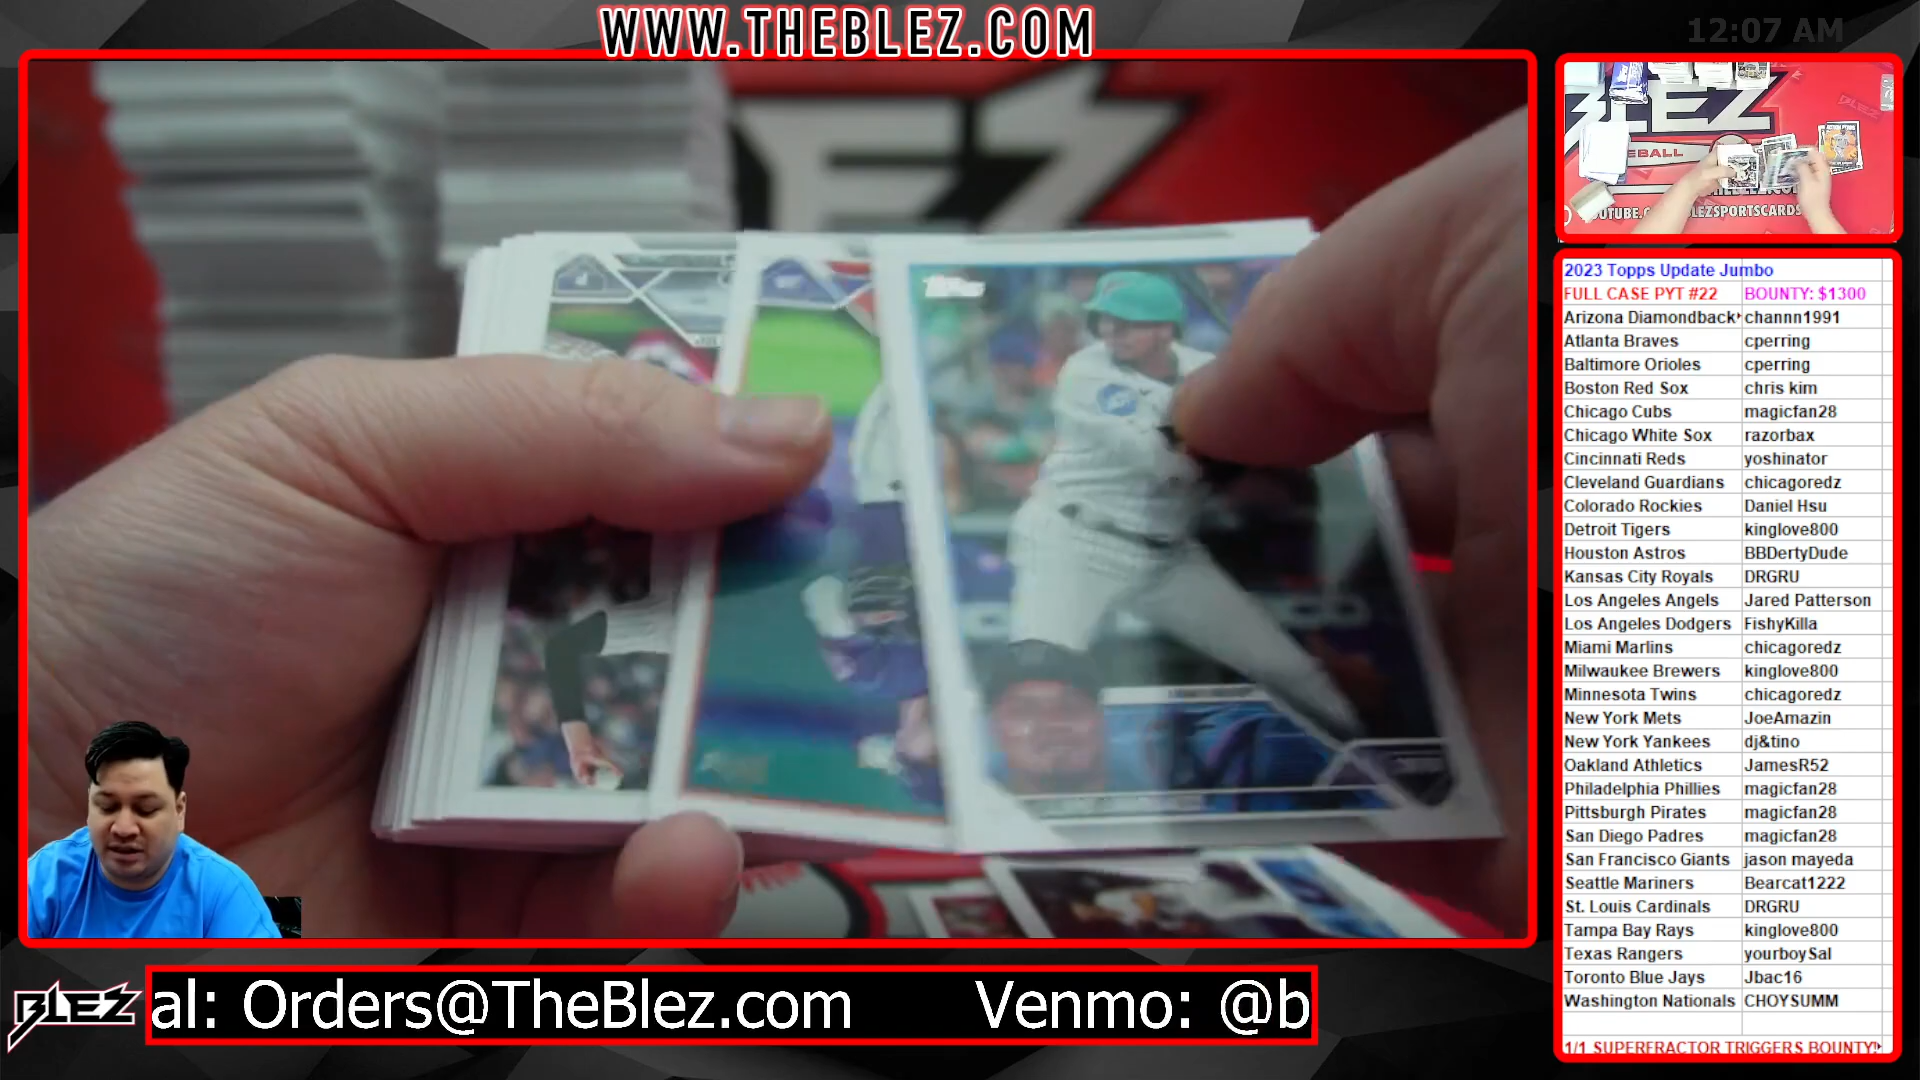 WWW.THEBLEZ.COM
12:07 AM
BLEZ
EBALL
OUTUBE.C
LEZSPORTSCARDS
2023 Topps Update Jumbo
FULL CASE PYT #22 BOUNTY: $1300
Arizona Diamondback channn1991
Atlanta Braves cperring
Baltimore Orioles cperring
Boston Red Sox chris kim
Chicago Cubs magicfan28
Chicago White Sox razorbax
Cincinnati Reds yoshinator
Cleveland Guardians chicagoredz
Colorado Rockies Daniel Hsu
Detroit Tigers kinglove800
Houston Astros BBDertyDude
Kansas City Royals DRGRU
Los Angeles Angels Jared Patterson
Los Angeles Dodgers FishyKilla
Miami Marlins chicagoredz
Milwaukee Brewers kinglove800
Minnesota Twins chicagoredz
New York Mets JoeAmazin
New York Yankees dj&tino
Oakland Athletics JamesR52
Philadelphia Phillies magicfan28
Pittsburgh Pirates magicfan28
San Diego Padres magicfan28
San Francisco Giants jason mayeda
Seattle Mariners Bearcat1222
St. Louis Cardinals DRGRU
Tampa Bay Rays kinglove800
Texas Rangers yourboySal
Toronto Blue Jays Jbac16
Washington Nationals CHOYSUMM
1/1 SUPERFRACTOR TRIGGERS BOUNTY!
Topps
BLEZ
al: Orders@TheBlez.com Venmo: @b